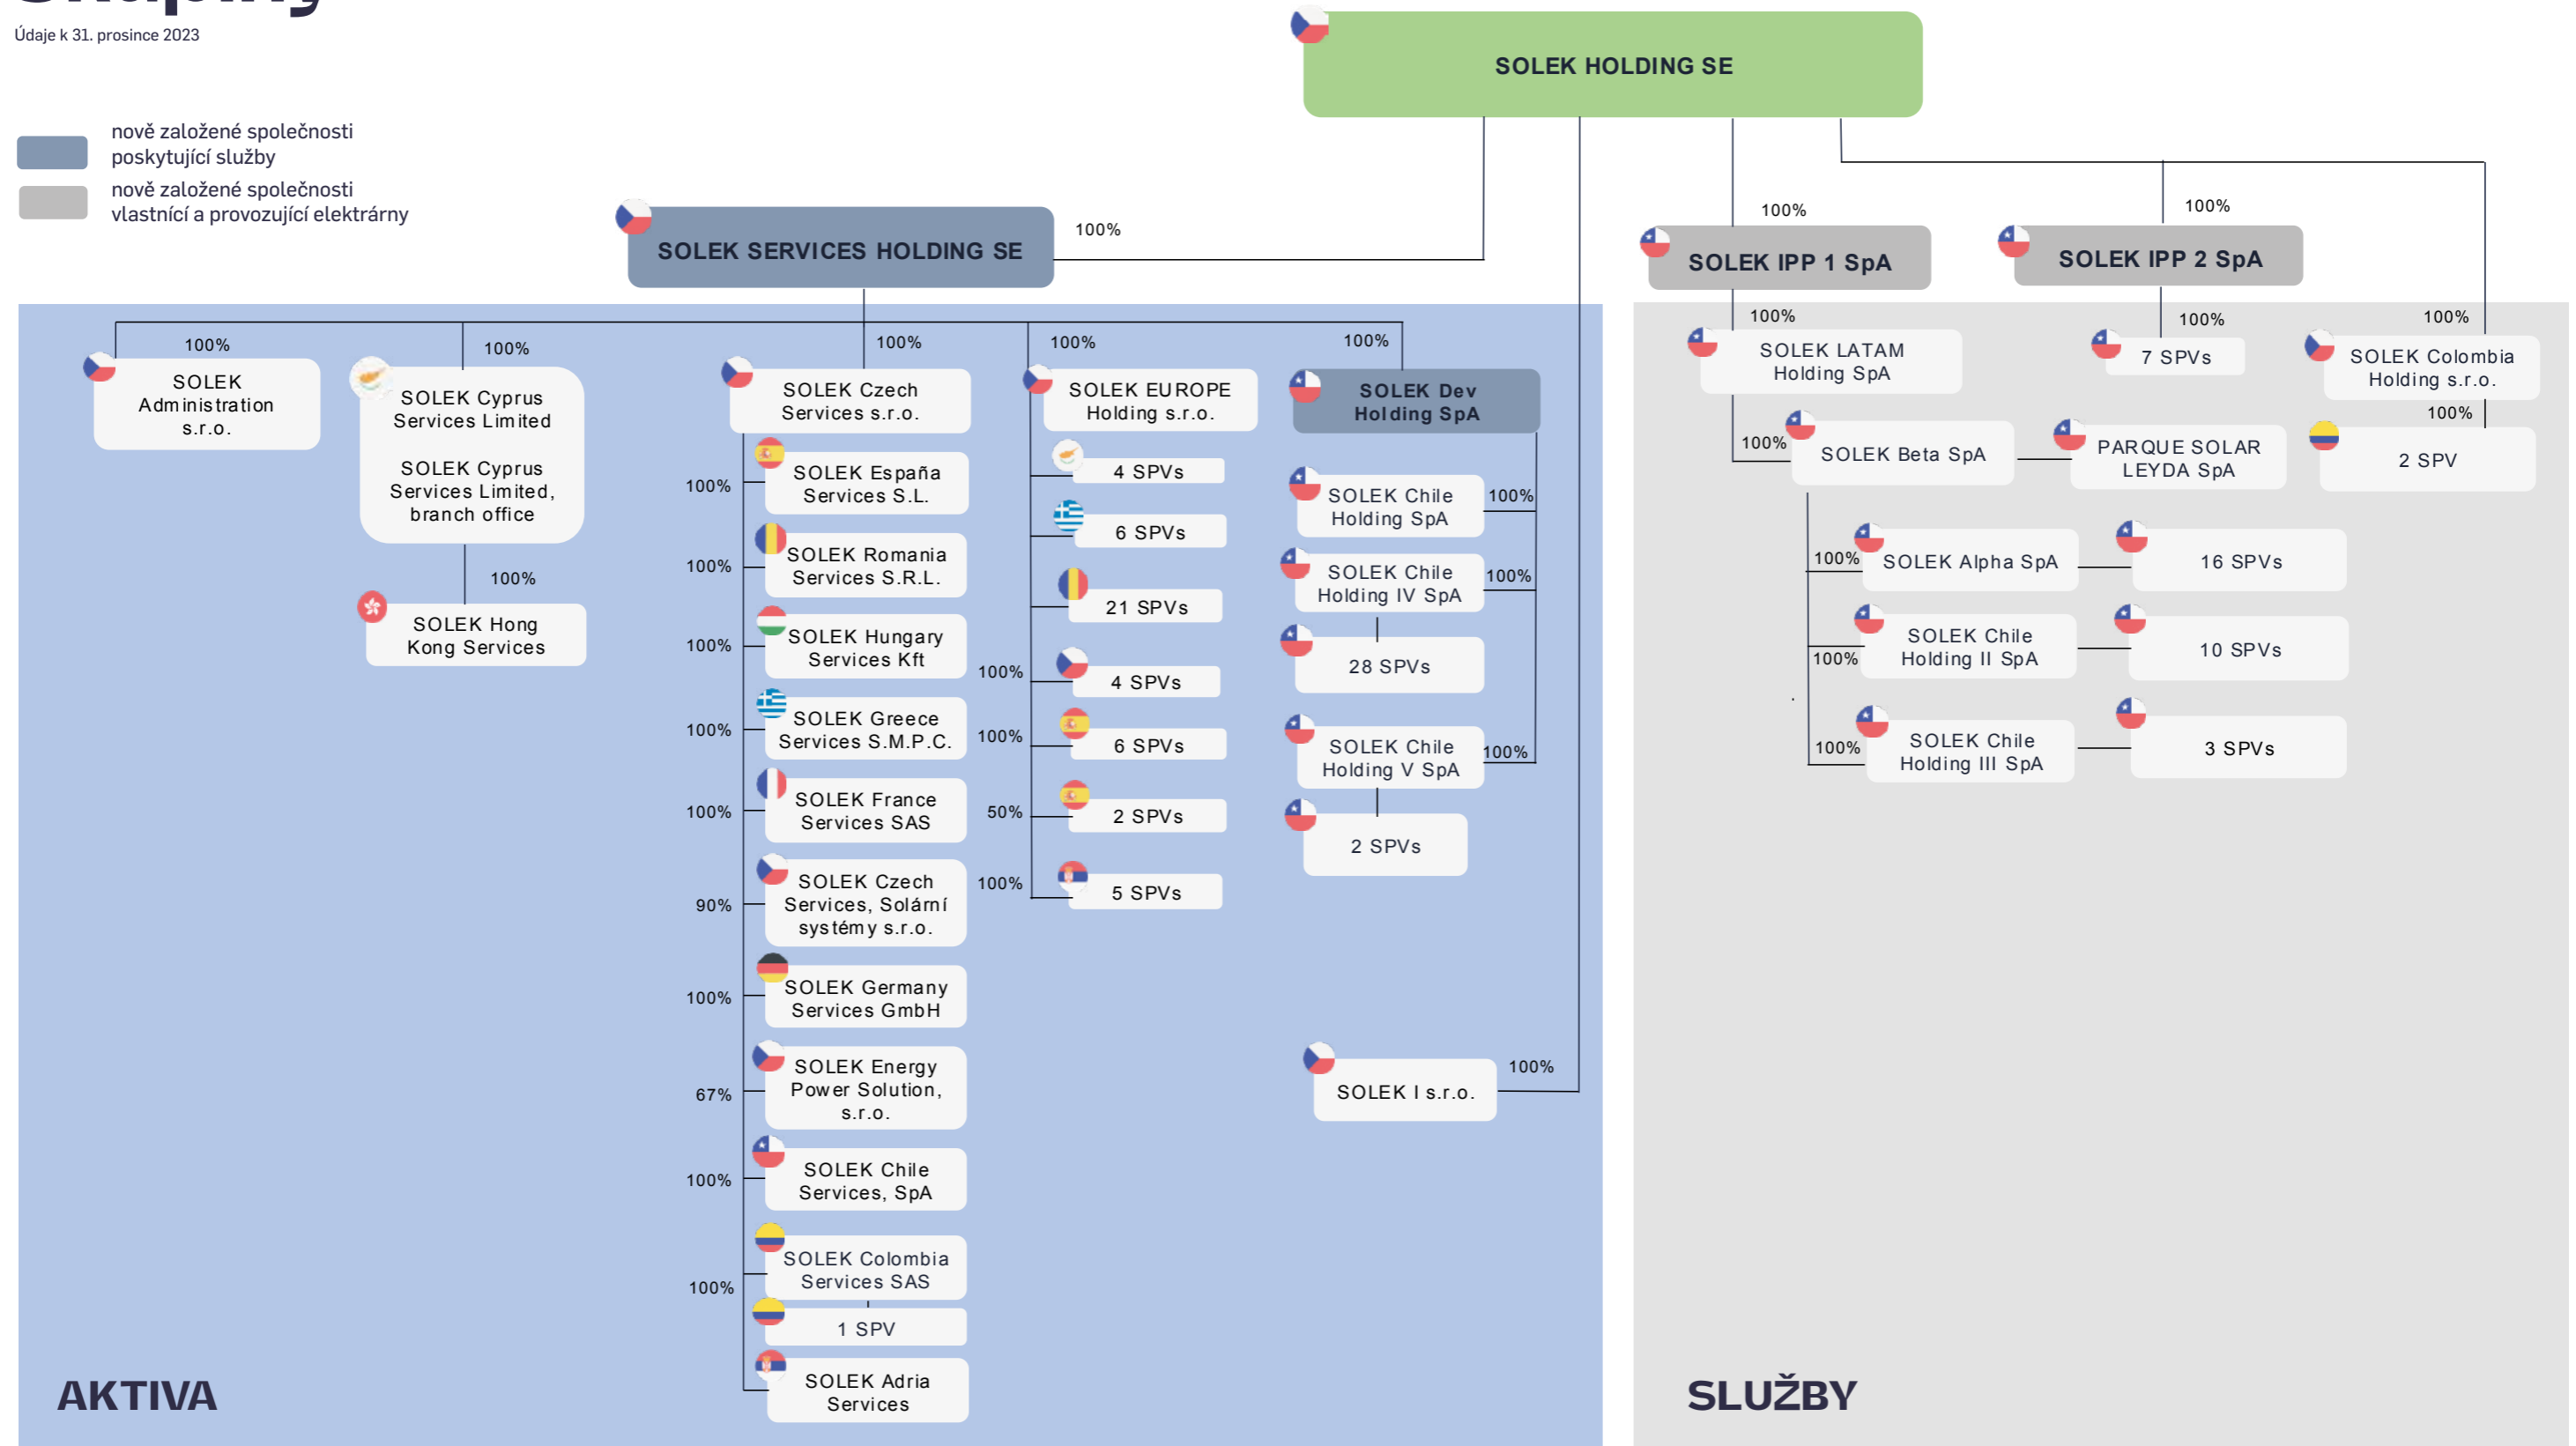 Údaje k 31. prosince 2023
nově založené společnosti
poskytující služby
nově založené společnosti
vlastnící a provozující elektrárny
SOLEK HOLDING SE
100%
SOLEK SERVICES HOLDING SE
100%
SOLEK IPP 1 SpA
100%
SOLEK IPP 2 SpA
100%
SOLEK
Administration
s.r.o.
100%
SOLEK Cyprus
Services Limited
SOLEK Cyprus
Services Limited,
branch office
100%
SOLEK Hong
Kong Services
100%
SOLEK Czech
Services s.r.o.
100%
SOLEK España
Services S.L.
100%
SOLEK Romania
Services S.R.L.
100%
SOLEK Hungary
Services Kft
100%
SOLEK Greece
Services S.M.P.C.
100%
SOLEK France
Services SAS
90%
SOLEK Czech
Services, Solární
systémy s.r.o.
100%
SOLEK Germany
Services GmbH
67%
SOLEK Energy
Power Solution,
s.r.o.
100%
SOLEK Chile
Services, SpA
100%
SOLEK Colombia
Services SAS
1 SPV
SOLEK Adria
Services
100%
SOLEK EUROPE
Holding s.r.o.
4 SPVs
6 SPVs
21 SPVs
100%
4 SPVs
100%
6 SPVs
50%
2 SPVs
100%
5 SPVs
100%
SOLEK Dev
Holding SpA
SOLEK Chile
Holding SpA
100%
SOLEK Chile
Holding IV SpA
100%
28 SPVs
SOLEK Chile
Holding V SpA
100%
2 SPVs
SOLEK I s.r.o.
100%
100%
SOLEK LATAM
Holding SpA
100%
SOLEK Beta SpA
PARQUE SOLAR
LEYDA SpA
100%
SOLEK Alpha SpA
16 SPVs
100%
SOLEK Chile
Holding II SpA
10 SPVs
100%
SOLEK Chile
Holding III SpA
3 SPVs
100%
7 SPVs
100%
SOLEK Colombia
Holding s.r.o.
100%
2 SPV
AKTIVA
SLUŽBY